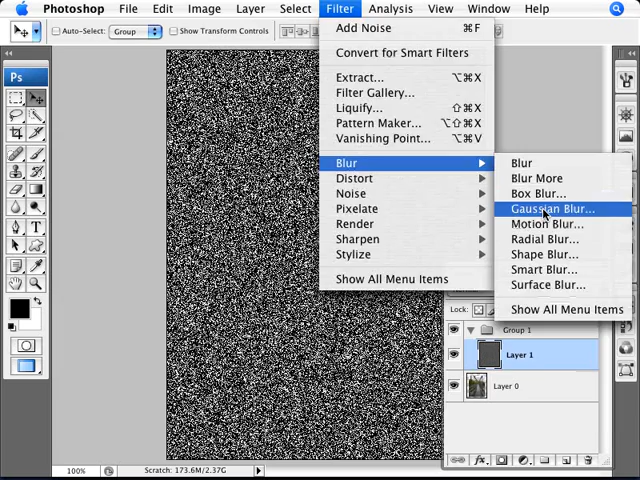 Photoshop File Edit Image Layer Select Filter Analysis View Window Help
Auto-Select: Group Show Transform Controls
Add Noise ⌘F
Convert for Smart Filters
Extract... ⌥⌘X
Filter Gallery...
Liquify... ⇧⌘X
Pattern Maker... ⌥⇧⌘X
Vanishing Point... ⌥⌘V
Blur
Distort
Noise
Pixelate
Render
Sharpen
Stylize
Show All Menu Items
Blur
Blur More
Box Blur...
Gaussian Blur...
Motion Blur...
Radial Blur...
Shape Blur...
Smart Blur...
Surface Blur...
Show All Menu Items
Ps
T
Lock:
Group 1
Layer 1
Layer 0
fx
100% Scratch: 173.6M/2.37G